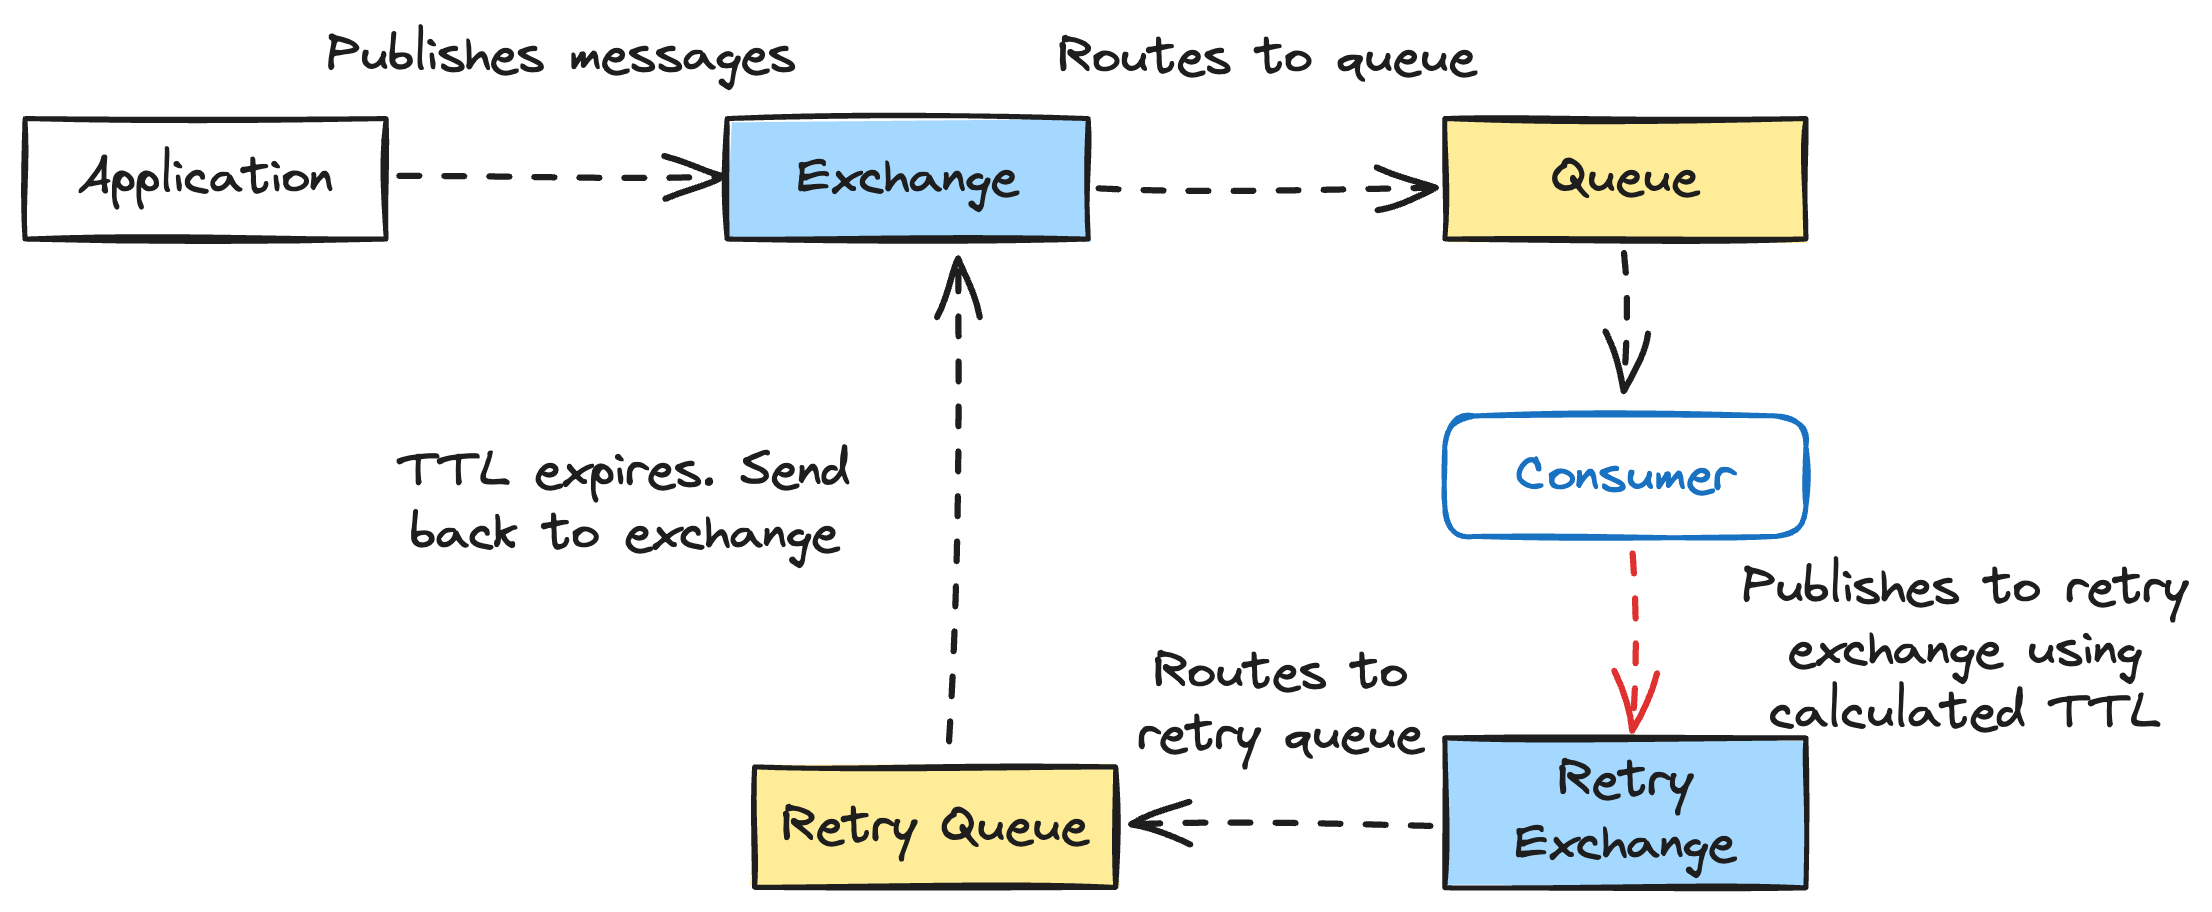 Publishes messages
Routes to queue
Application
Exchange
Queue
TTL expires. Send
back to exchange
Consumer
Publishes to retry
exchange using
calculated TTL
Routes to
retry queue
Retry Queue
Retry
Exchange